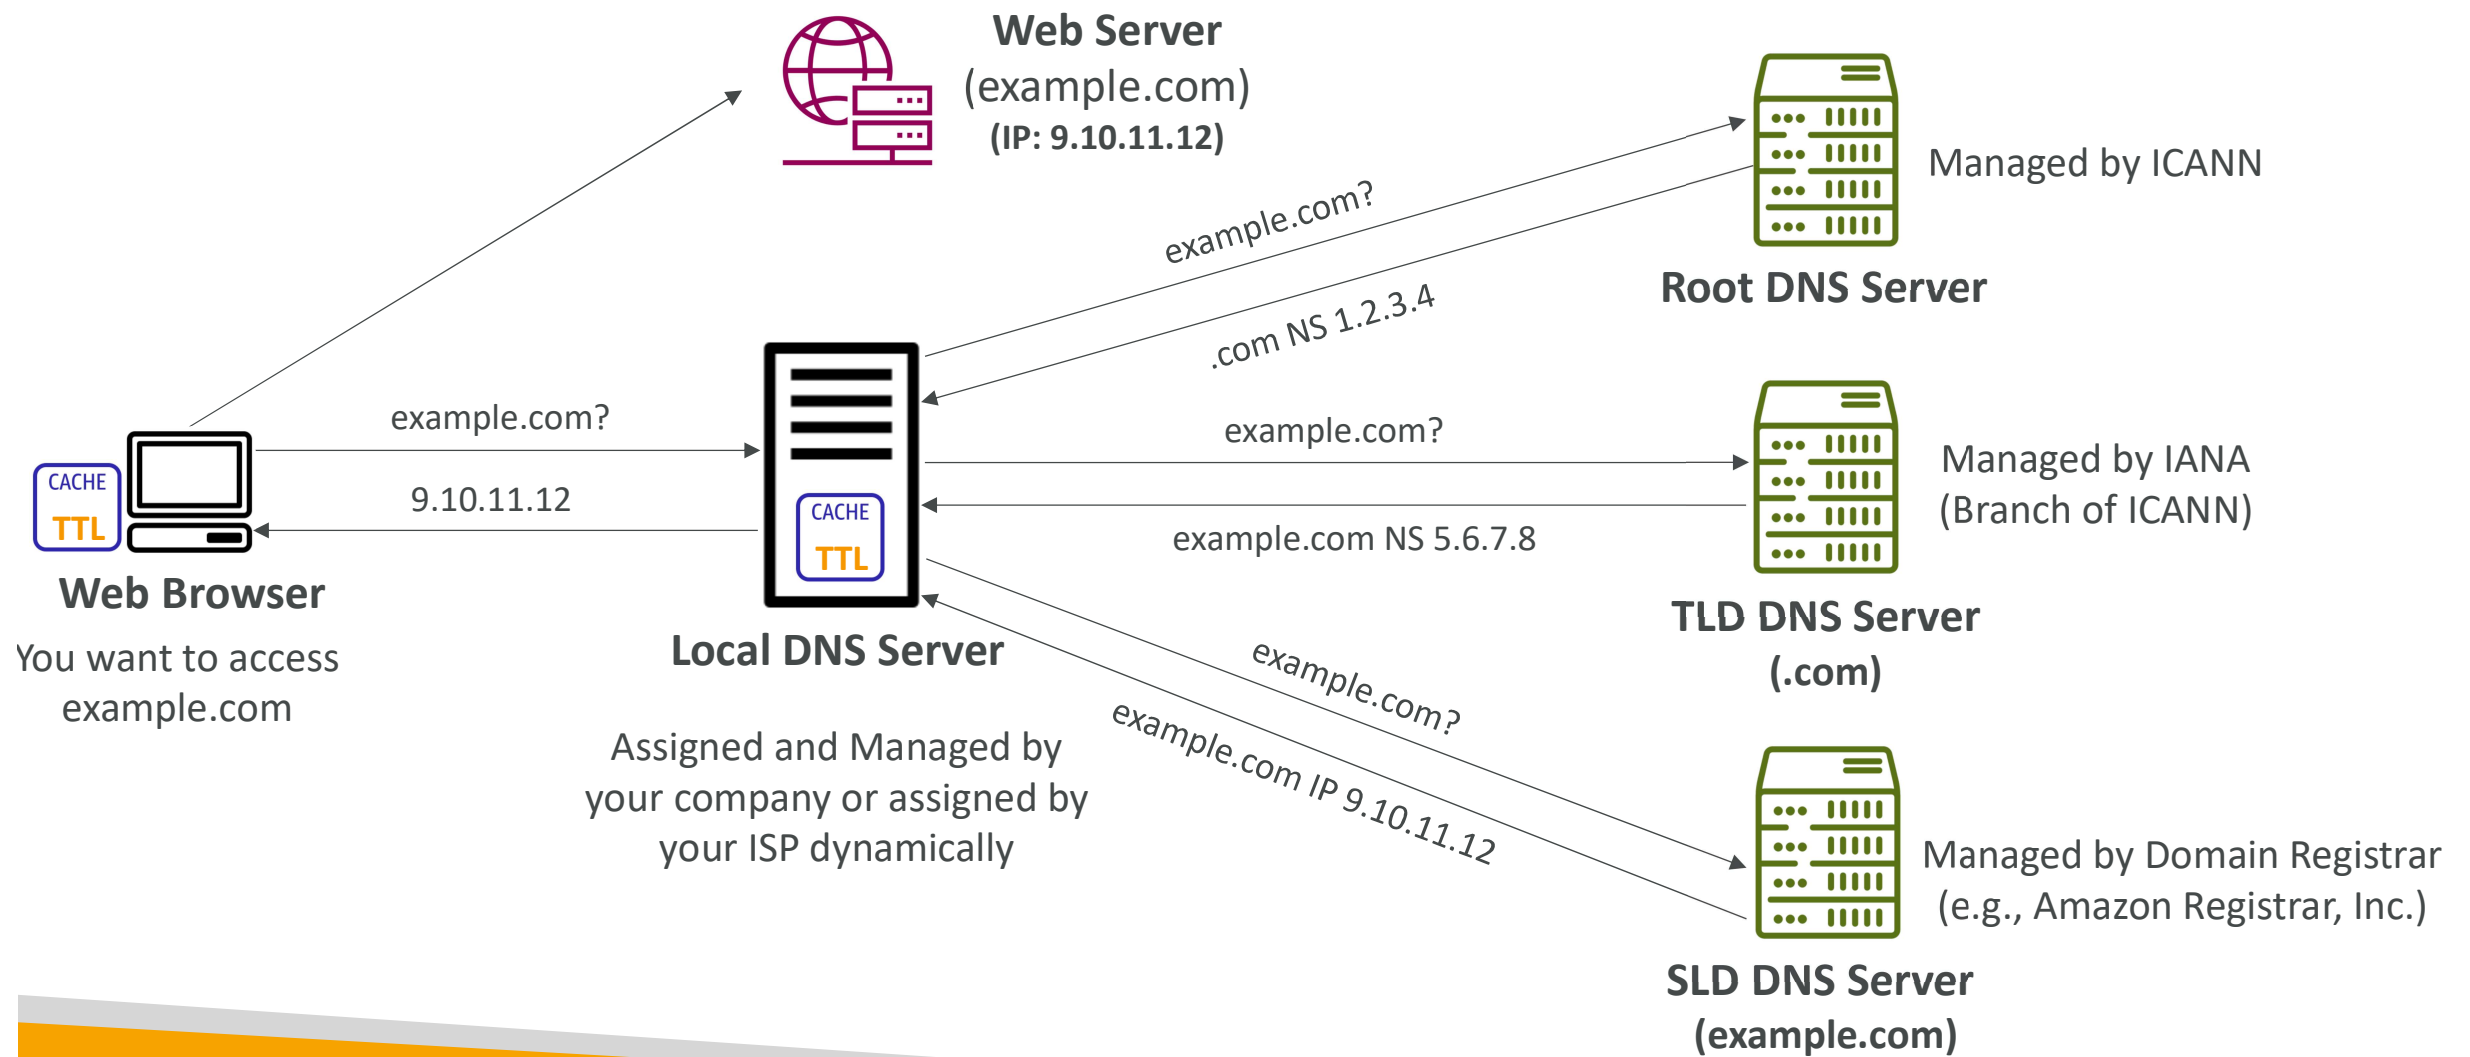 Web Server
(example.com)
(IP: 9.10.11.12)
Managed by ICANN
example.com?
Root DNS Server
.com NS 1.2.3.4
example.com?
example.com?
Managed by IANA
(Branch of ICANN)
CACHE
TTL
9.10.11.12
CACHE
TTL
example.com NS 5.6.7.8
Web Browser
You want to access
example.com
Local DNS Server
TLD DNS Server
(.com)
Assigned and Managed by
your company or assigned by
your ISP dynamically
example.com?
example.com IP 9.10.11.12
Managed by Domain Registrar
(e.g., Amazon Registrar, Inc.)
SLD DNS Server
(example.com)